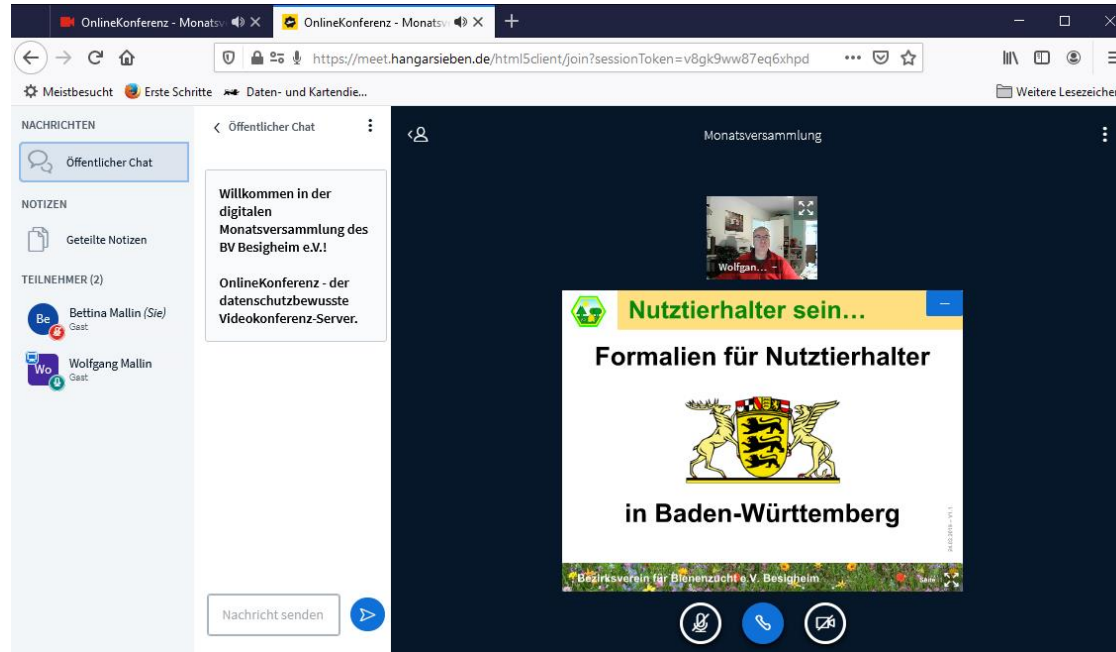 OnlineKonferenz - Monatsv
OnlineKonferenz - Monatsv
https://meet.hangarsieben.de/html5client/join?sessionToken=v8gk9ww87eq6xhpd
Meistbesucht
Erste Schritte
Daten- und Kartendie...
Weitere Lesezeichen
NACHRICHTEN
Öffentlicher Chat
NOTIZEN
Geteilte Notizen
TEILNEHMER (2)
Be
Bettina Mallin (Sie)
Gast
Wo
Wolfgang Mallin
Gast
Öffentlicher Chat
Willkommen in der
digitalen
Monatsversammlung des
BV Besigheim e.V.!
OnlineKonferenz - der
datenschutzbewusste
Videokonferenz-Server.
Nachricht senden
Monatsversammlung
Wolfgan...
Nutztierhalter sein...
Formalien für Nutztierhalter
in Baden-Württemberg
Bezirksverein für Bienenzucht e.V. Besigheim